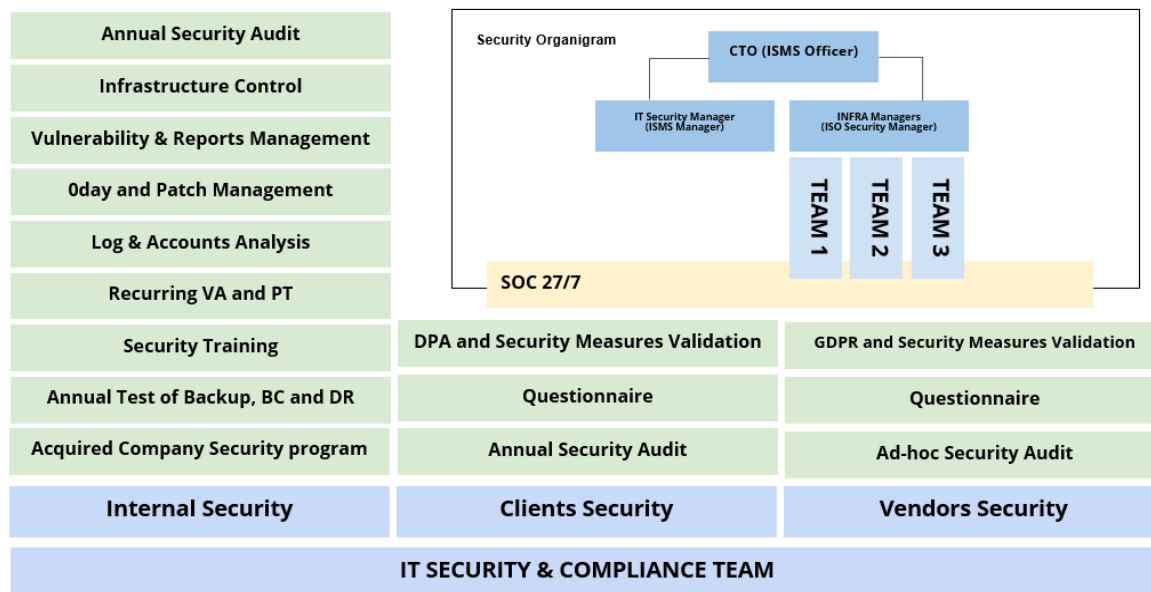 Annual Security Audit
Infrastructure Control
Vulnerability & Reports Management
0day and Patch Management
Log & Accounts Analysis
Recurring VA and PT
Security Training
Annual Test of Backup, BC and DR
Acquired Company Security program
Internal Security
Security Organigram
CTO (ISMS Officer)
IT Security Manager
(ISMS Manager)
INFRA Managers
(ISO Security Manager)
TEAM 1
TEAM 2
TEAM 3
SOC 27/7
DPA and Security Measures Validation
Questionnaire
Annual Security Audit
Clients Security
GDPR and Security Measures Validation
Questionnaire
Ad-hoc Security Audit
Vendors Security
IT SECURITY & COMPLIANCE TEAM